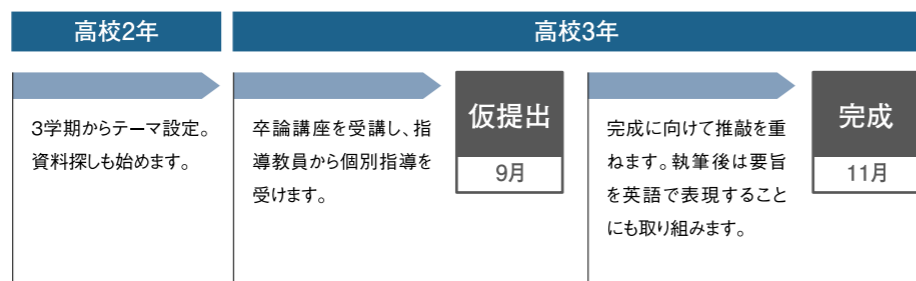 高校2年
高校3年
3学期からテーマ設定。
資料探しも始めます。
卒論講座を受講し、指
導教員から個別指導を
受けます。
仮提出
9月
完成に向けて推敲を重
ねます。執筆後は要旨
を英語で表現すること
にも取り組みます。
完成
11月